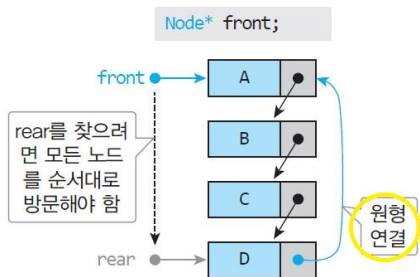 Node* front;
front
A
rear를 찾으려
면 모든 노드
를 순서대로
방문해야 함
B
C
원형
연결
rear
D